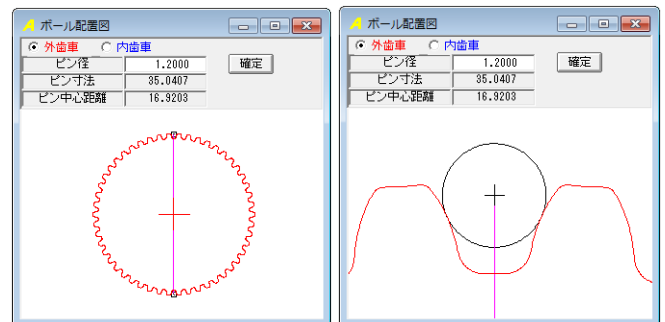 ボール配置図
外歯車 内歯車
ピン径 1.2000 確定
ピン寸法 35.0407
ピン中心距離 16.9203
ボール配置図
外歯車 内歯車
ピン径 1.2000 確定
ピン寸法 35.0407
ピン中心距離 16.9203